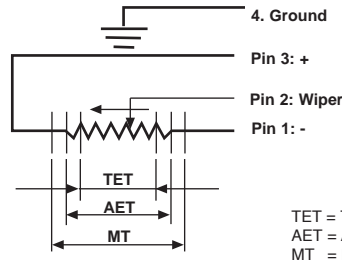 4. Ground
Pin 3: +
Pin 2: Wiper
Pin 1: -
TET
AET
MT
TET =
AET =
MT =